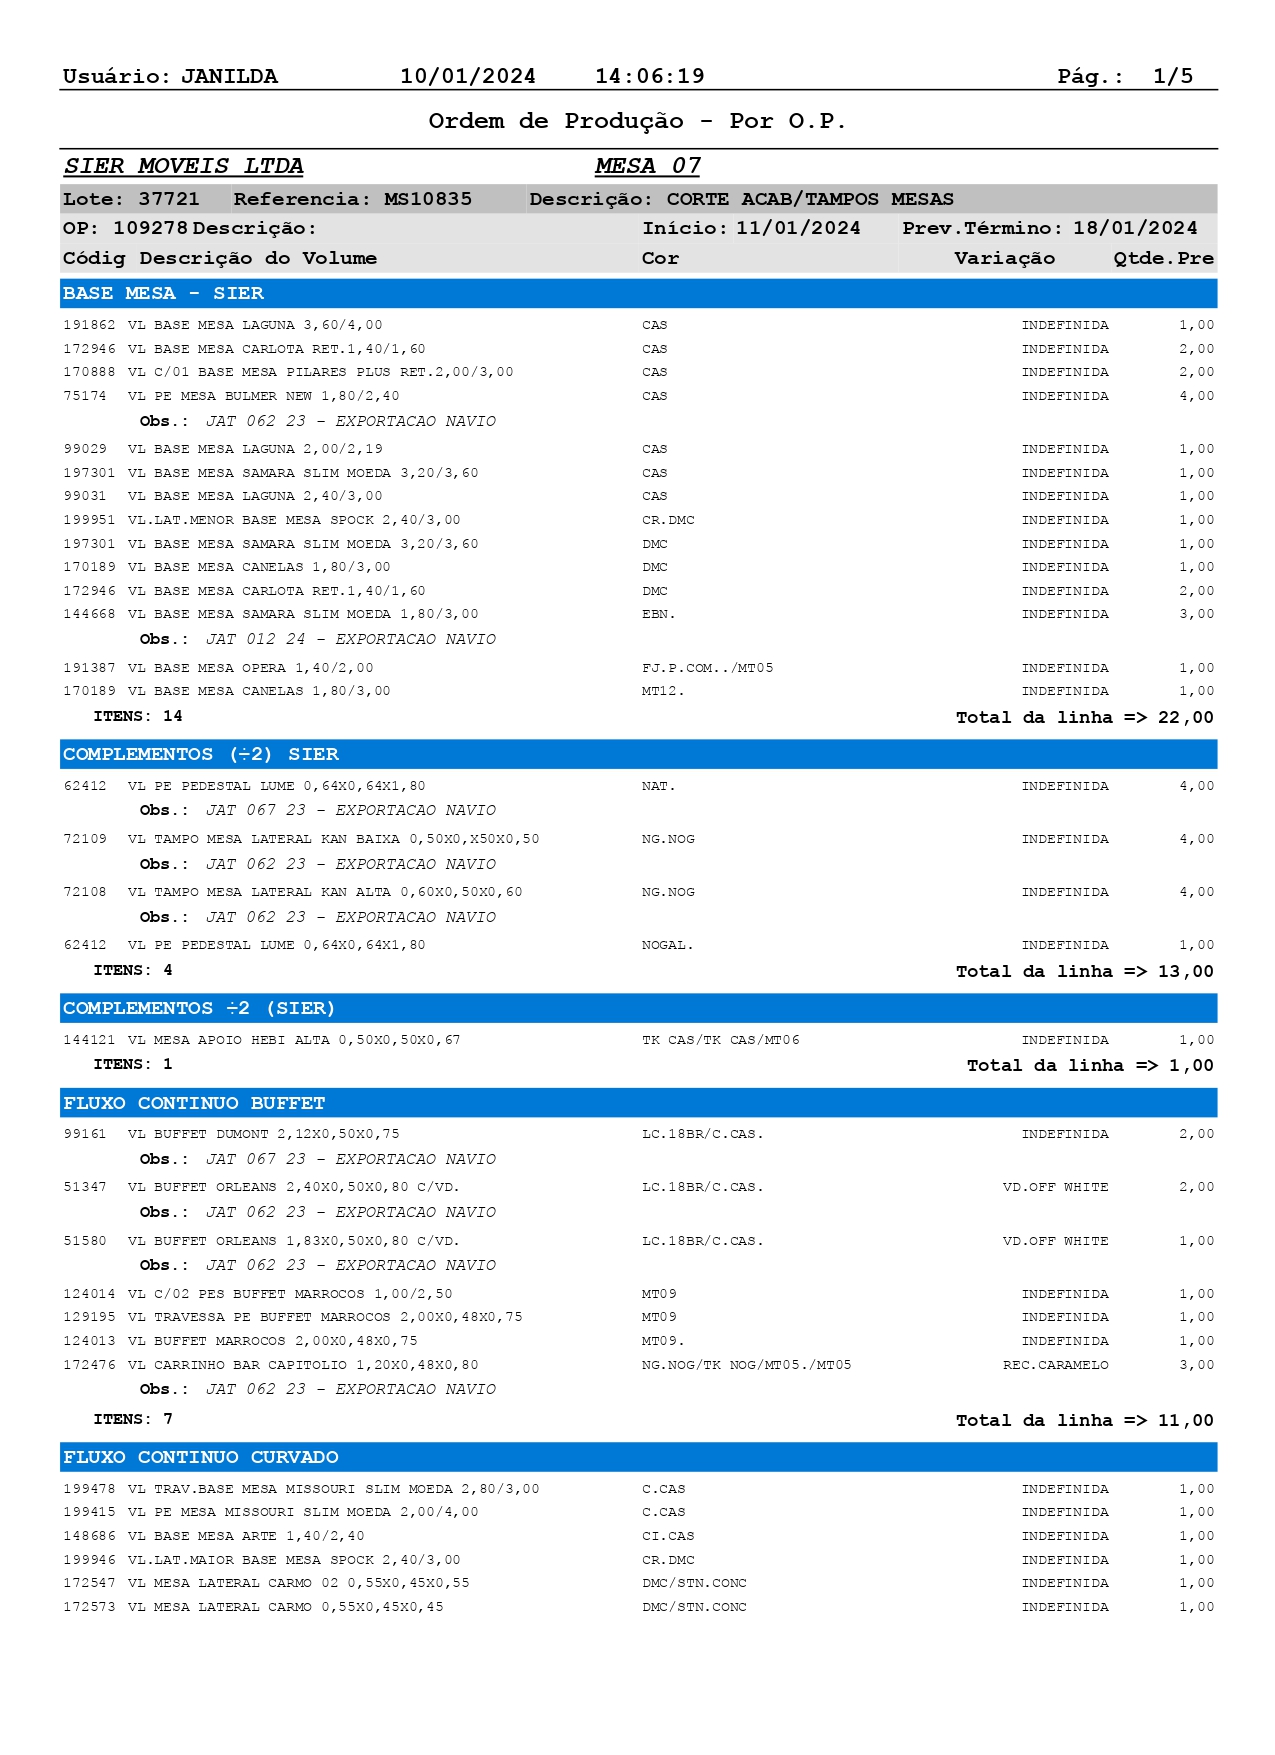 Usuário: JANILDA 10/01/2024 14:06:19 Pág.: 1/5
Ordem de Produção - Por O.P.
SIER MOVEIS LTDA MESA 07
Lote: 37721 Referencia: MS10835 Descrição: CORTE ACAB/TAMPOS MESAS
OP: 109278 Descrição: Início: 11/01/2024 Prev.Término: 18/01/2024
Códig Descrição do Volume Cor Variação Qtde.Pre
BASE MESA - SIER
191862 VL BASE MESA LAGUNA 3,60/4,00 CAS INDEFINIDA 1,00
172946 VL BASE MESA CARLOTA RET.1,40/1,60 CAS INDEFINIDA 2,00
170888 VL C/01 BASE MESA PILARES PLUS RET.2,00/3,00 CAS INDEFINIDA 2,00
75174 VL PE MESA BULMER NEW 1,80/2,40 CAS INDEFINIDA 4,00
Obs.: JAT 062 23 - EXPORTACAO NAVIO
99029 VL BASE MESA LAGUNA 2,00/2,19 CAS INDEFINIDA 1,00
197301 VL BASE MESA SAMARA SLIM MOEDA 3,20/3,60 CAS INDEFINIDA 1,00
99031 VL BASE MESA LAGUNA 2,40/3,00 CAS INDEFINIDA 1,00
199951 VL.LAT.MENOR BASE MESA SPOCK 2,40/3,00 CR.DMC INDEFINIDA 1,00
197301 VL BASE MESA SAMARA SLIM MOEDA 3,20/3,60 DMC INDEFINIDA 1,00
170189 VL BASE MESA CANELAS 1,80/3,00 DMC INDEFINIDA 1,00
172946 VL BASE MESA CARLOTA RET.1,40/1,60 DMC INDEFINIDA 2,00
144668 VL BASE MESA SAMARA SLIM MOEDA 1,80/3,00 EBN. INDEFINIDA 3,00
Obs.: JAT 012 24 - EXPORTACAO NAVIO
191387 VL BASE MESA OPERA 1,40/2,00 FJ.P.COM../MT05 INDEFINIDA 1,00
170189 VL BASE MESA CANELAS 1,80/3,00 MT12. INDEFINIDA 1,00
ITENS: 14 Total da linha => 22,00
COMPLEMENTOS (÷2) SIER
62412 VL PE PEDESTAL LUME 0,64X0,64X1,80 NAT. INDEFINIDA 4,00
Obs.: JAT 067 23 - EXPORTACAO NAVIO
72109 VL TAMPO MESA LATERAL KAN BAIXA 0,50X0,X50X0,50 NG.NOG INDEFINIDA 4,00
Obs.: JAT 062 23 - EXPORTACAO NAVIO
72108 VL TAMPO MESA LATERAL KAN ALTA 0,60X0,50X0,60 NG.NOG INDEFINIDA 4,00
Obs.: JAT 062 23 - EXPORTACAO NAVIO
62412 VL PE PEDESTAL LUME 0,64X0,64X1,80 NOGAL. INDEFINIDA 1,00
ITENS: 4 Total da linha => 13,00
COMPLEMENTOS ÷2 (SIER)
144121 VL MESA APOIO HEBI ALTA 0,50X0,50X0,67 TK CAS/TK CAS/MT06 INDEFINIDA 1,00
ITENS: 1 Total da linha => 1,00
FLUXO CONTINUO BUFFET
99161 VL BUFFET DUMONT 2,12X0,50X0,75 LC.18BR/C.CAS. INDEFINIDA 2,00
Obs.: JAT 067 23 - EXPORTACAO NAVIO
51347 VL BUFFET ORLEANS 2,40X0,50X0,80 C/VD. LC.18BR/C.CAS. VD.OFF WHITE 2,00
Obs.: JAT 062 23 - EXPORTACAO NAVIO
51580 VL BUFFET ORLEANS 1,83X0,50X0,80 C/VD. LC.18BR/C.CAS. VD.OFF WHITE 1,00
Obs.: JAT 062 23 - EXPORTACAO NAVIO
124014 VL C/02 PES BUFFET MARROCOS 1,00/2,50 MT09 INDEFINIDA 1,00
129195 VL TRAVESSA PE BUFFET MARROCOS 2,00X0,48X0,75 MT09 INDEFINIDA 1,00
124013 VL BUFFET MARROCOS 2,00X0,48X0,75 MT09. INDEFINIDA 1,00
172476 VL CARRINHO BAR CAPITOLIO 1,20X0,48X0,80 NG.NOG/TK NOG/MT05./MT05 REC.CARAMELO 3,00
Obs.: JAT 062 23 - EXPORTACAO NAVIO
ITENS: 7 Total da linha => 11,00
FLUXO CONTINUO CURVADO
199478 VL TRAV.BASE MESA MISSOURI SLIM MOEDA 2,80/3,00 C.CAS INDEFINIDA 1,00
199415 VL PE MESA MISSOURI SLIM MOEDA 2,00/4,00 C.CAS INDEFINIDA 1,00
148686 VL BASE MESA ARTE 1,40/2,40 CI.CAS INDEFINIDA 1,00
199946 VL.LAT.MAIOR BASE MESA SPOCK 2,40/3,00 CR.DMC INDEFINIDA 1,00
172547 VL MESA LATERAL CARMO 02 0,55X0,45X0,55 DMC/STN.CONC INDEFINIDA 1,00
172573 VL MESA LATERAL CARMO 0,55X0,45X0,45 DMC/STN.CONC INDEFINIDA 1,00